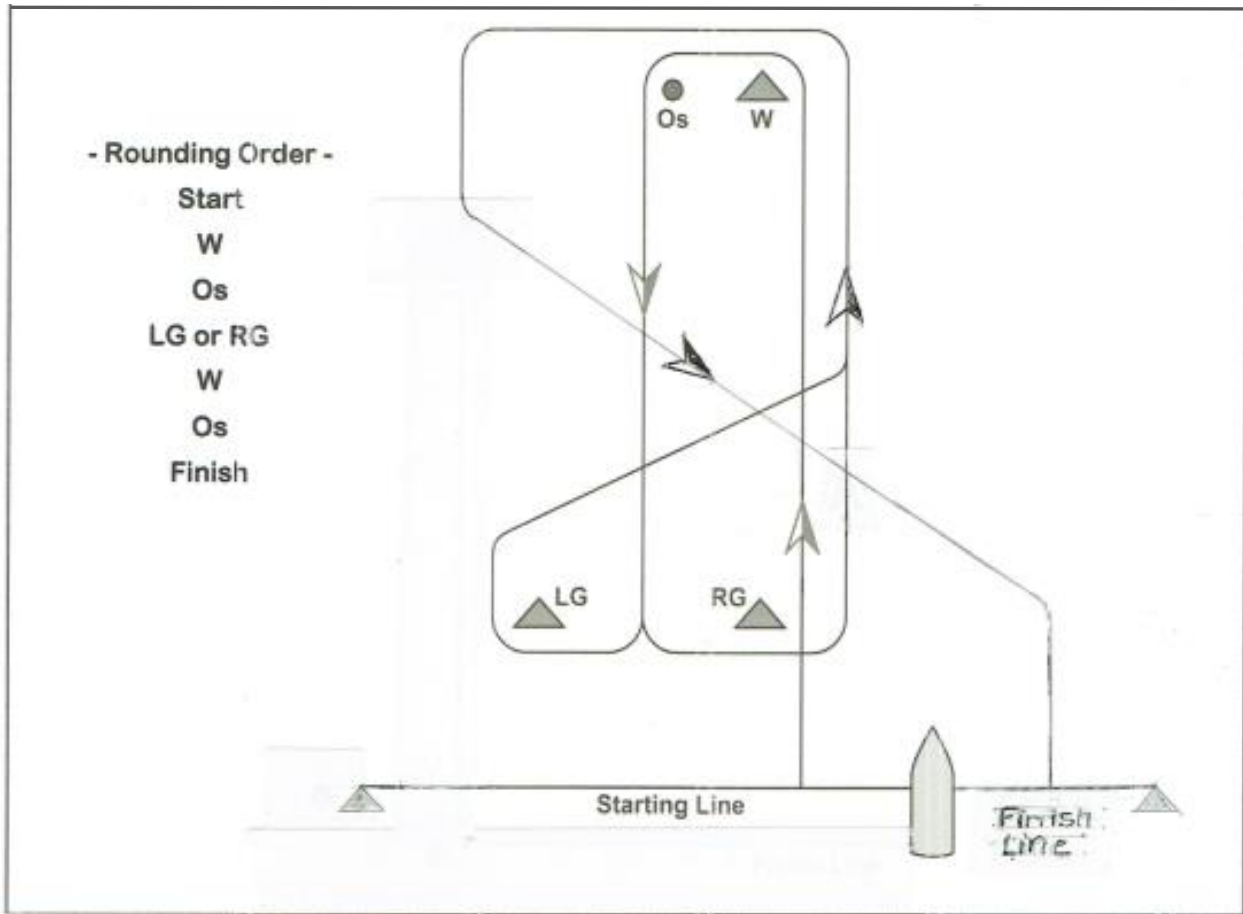 - Rounding Order -
Start
W
Os
LG or RG
W
Os
Finish
Os
W
LG
RG
Starting Line
Finish
Line